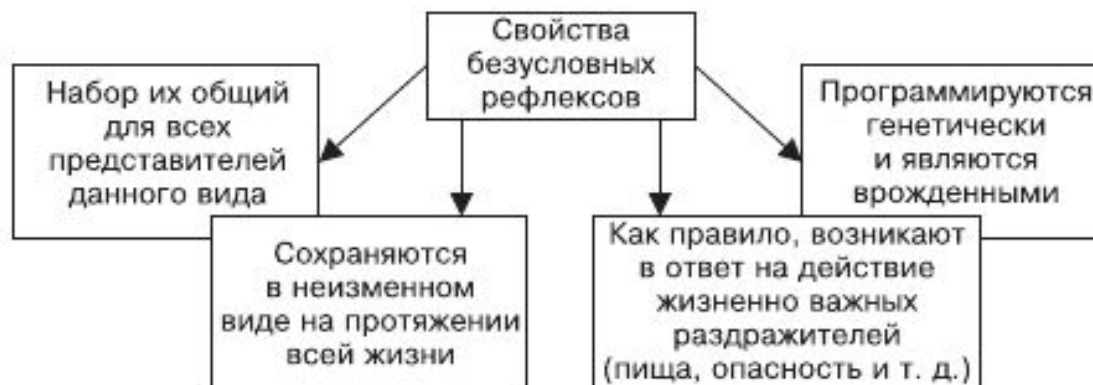 Свойства
безусловных
рефлексов
Набор их общий
для всех
представителей
данного вида
Сохраняются
в неизменном
виде на протяжении
всей жизни
Как правило, возникают
в ответ на действие
жизненно важных
раздражителей
(пища, опасность и т. д.)
Программируются
генетически
и являются
врожденными